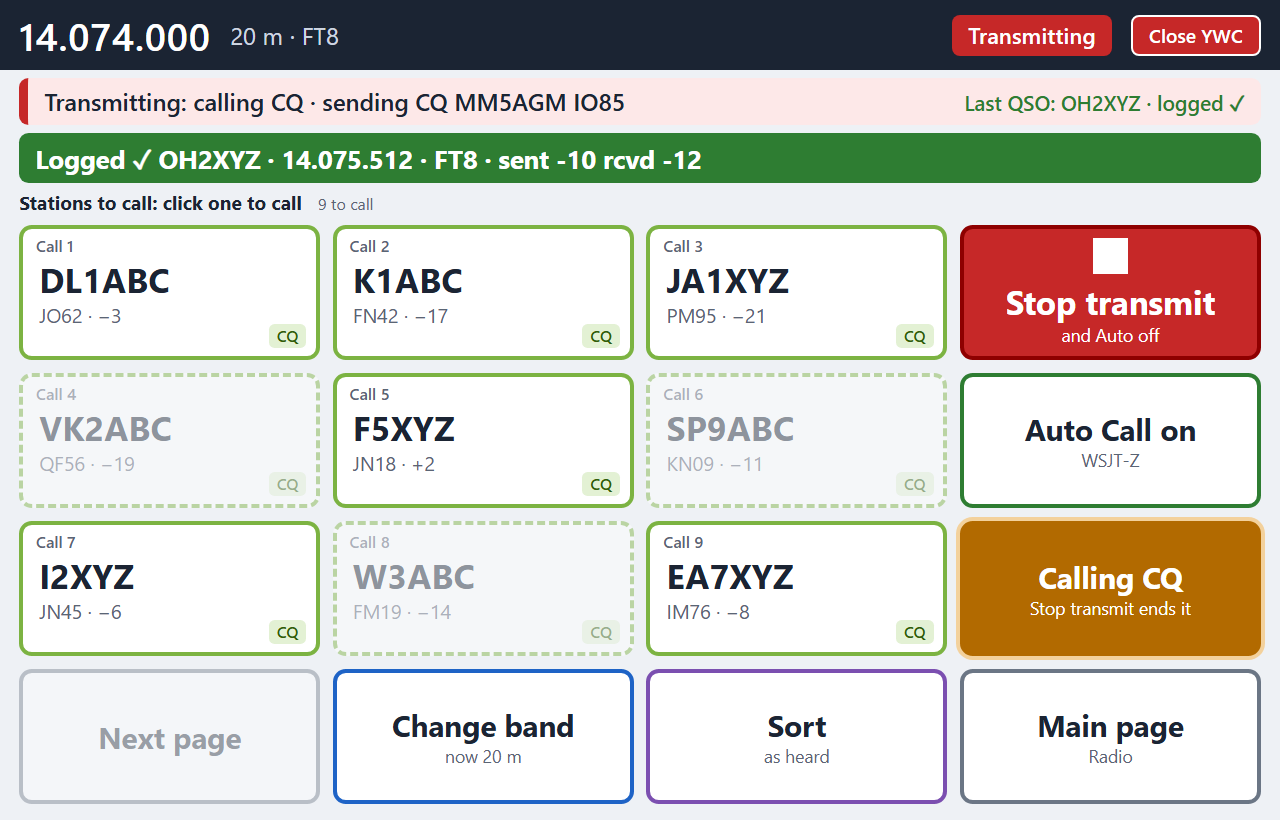 14.074.000 20 m · FT8 Transmitting Close YWC
Transmitting: calling CQ · sending CQ MM5AGM IO85 Last QSO: OH2XYZ · logged ✓
Logged ✓ OH2XYZ · 14.075.512 · FT8 · sent -10 rcvd -12
Stations to call: click one to call 9 to call
Call 1
DL1ABC
JO62 · −3
CQ
Call 2
K1ABC
FN42 · −17
CQ
Call 3
JA1XYZ
PM95 · −21
CQ
Stop transmit
and Auto off
Call 4
VK2ABC
QF56 · −19
CQ
Call 5
F5XYZ
JN18 · +2
CQ
Call 6
SP9ABC
KN09 · −11
CQ
Auto Call on
WSJT-Z
Call 7
I2XYZ
JN45 · −6
CQ
Call 8
W3ABC
FM19 · −14
CQ
Call 9
EA7XYZ
IM76 · −8
CQ
Calling CQ
Stop transmit ends it
Next page
Change band
now 20 m
Sort
as heard
Main page
Radio